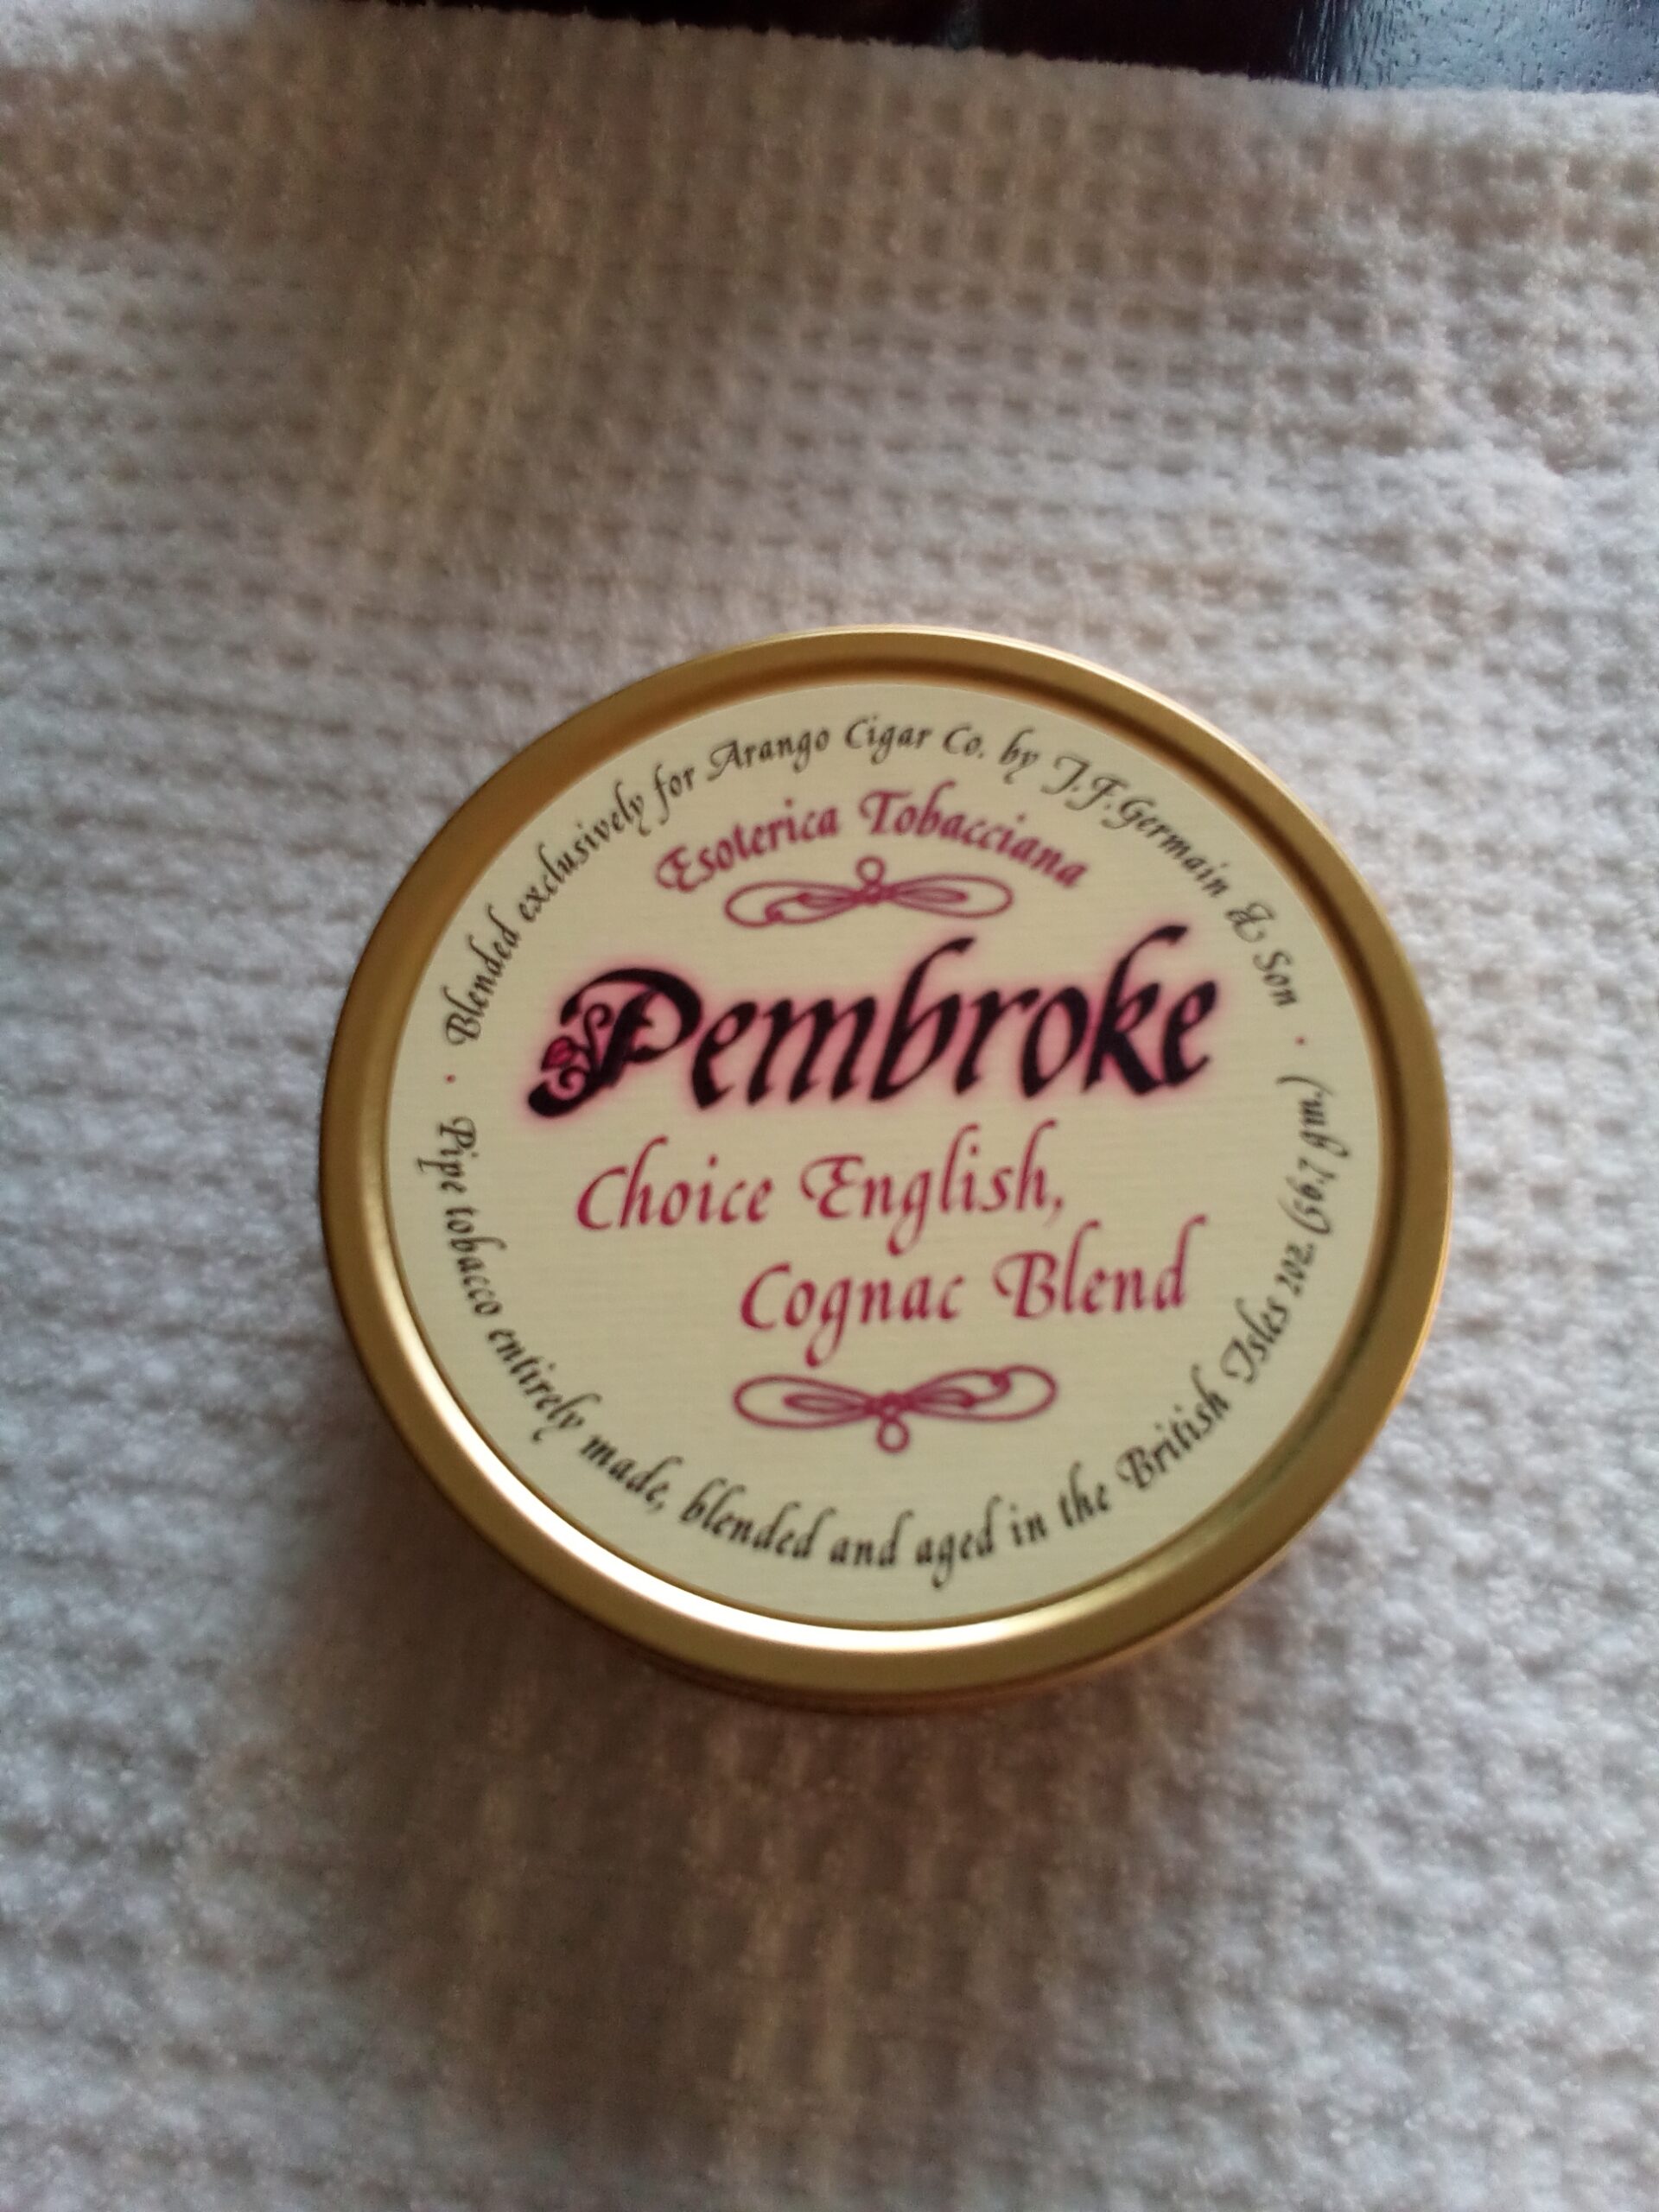 Blended exclusively for Arango Cigar Co. by J.F. Germain & Son
Esoterica Tobacciana
Pembroke
Choice English,
Cognac Blend
Pipe tobacco entirely made, blended and aged in the British Isles 2oz (56.7 gm.)